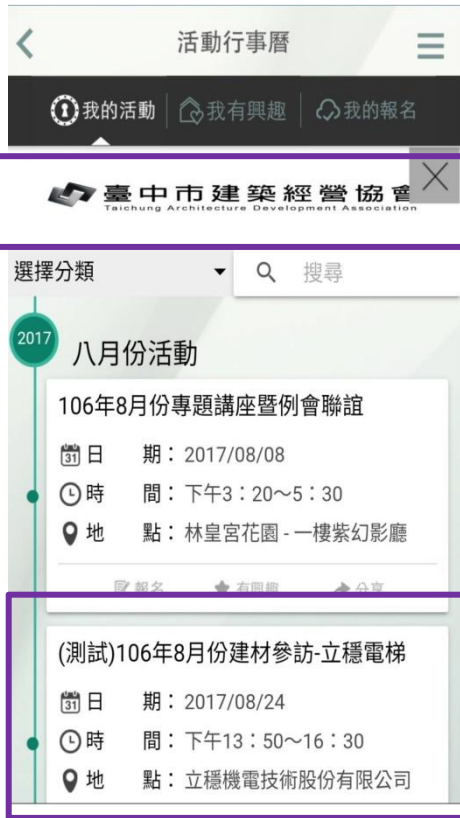 活動行事曆
我的活動 我有興趣 我的報名
臺中市建築經營協會
Taichung Architecture Development Association
選擇分類 搜尋
2017
八月份活動
106年8月份專題講座暨例會聯誼
31 日 期：2017/08/08
時 間：下午3：20～5：30
地 點：林皇宮花園 - 一樓紫幻影廳
報名 有興趣 分享
(測試)106年8月份建材參訪-立穩電梯
31 日 期：2017/08/24
時 間：下午13：50～16：30
地 點：立穩機電技術股份有限公司